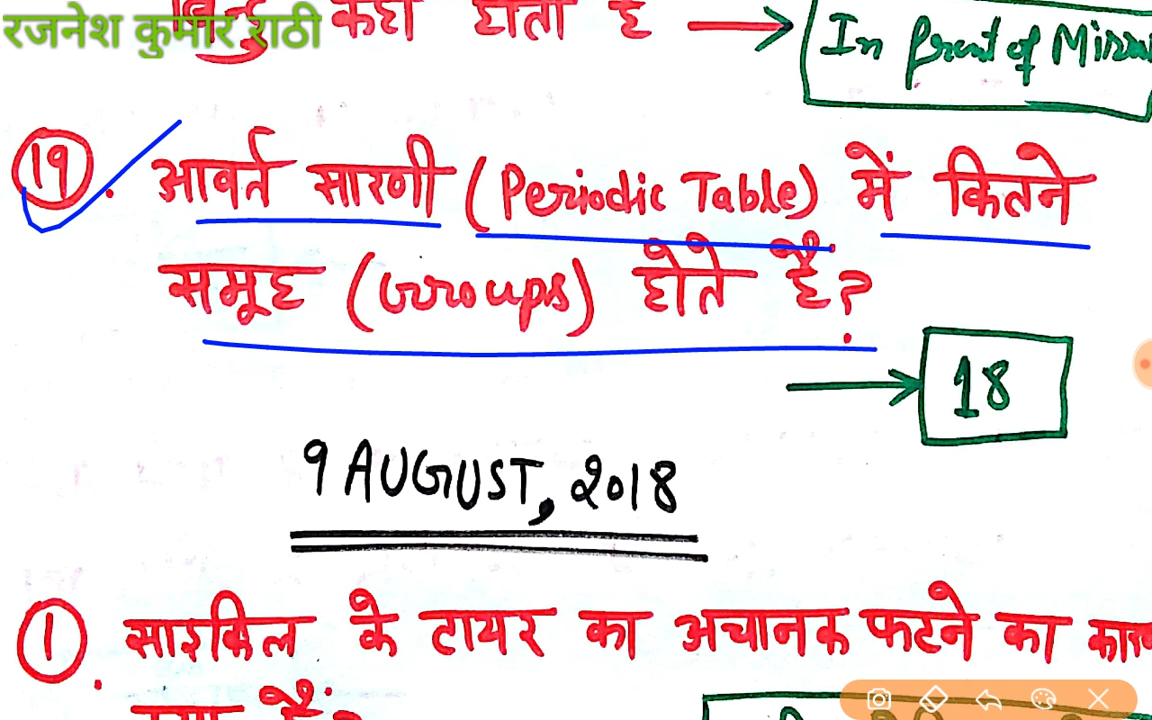 रजनेश कुमार राठी
कहाँ होता है → In front of Mirror
19. आवर्त सारणी (Periodic Table) में कितने
समूह (Groups) होते हैं?
→ 18
9 AUGUST, 2018
1. साइकिल के टायर का अचानक फटने का